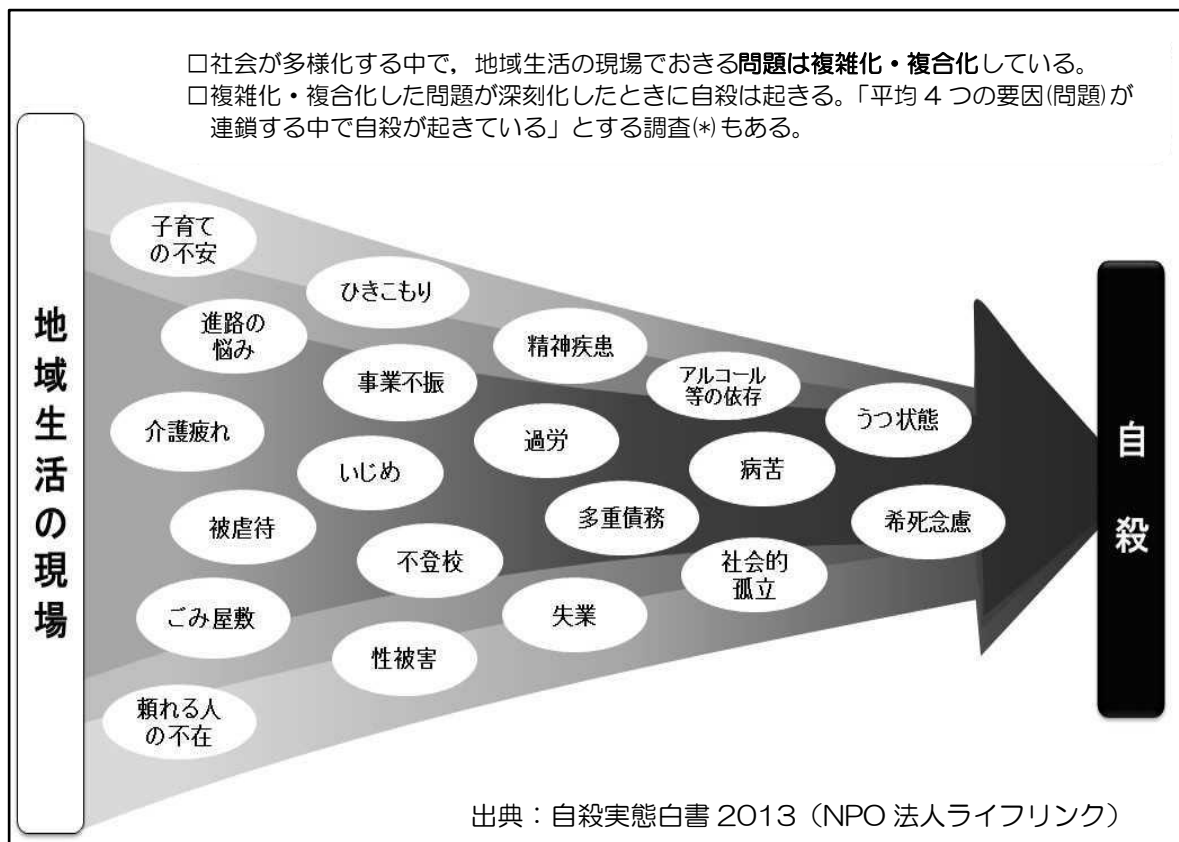 □社会が多様化する中で，地域生活の現場でおきる問題は複雑化・複合化している。
□複雑化・複合化した問題が深刻化したときに自殺は起きる。「平均４つの要因(問題)が
連鎖する中で自殺が起きている」とする調査(*)もある。
地域生活の現場
子育て
の不安
ひきこもり
進路の
悩み
精神疾患
事業不振
アルコール
等の依存
うつ状態
介護疲れ
過労
いじめ
病苦
被虐待
多重債務
希死念慮
不登校
社会的
孤立
ごみ屋敷
失業
性被害
頼れる人
の不在
自殺
出典：自殺実態白書 2013（NPO 法人ライフリンク）